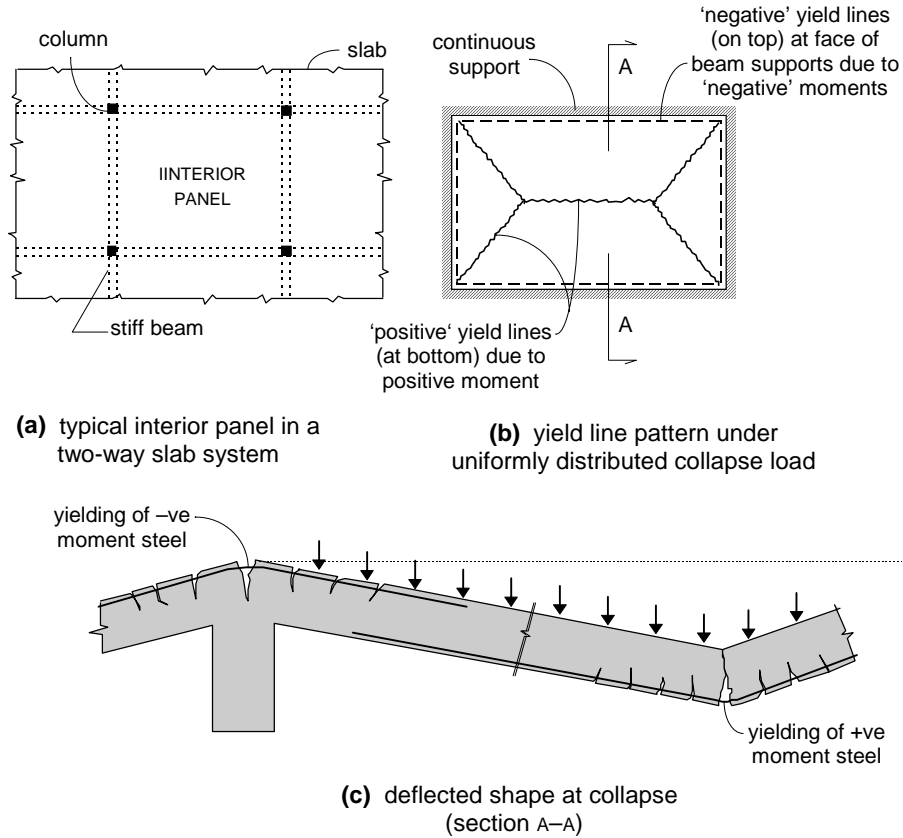 column
slab
IINTERIOR
PANEL
stiff beam
(a) typical interior panel in a
two-way slab system
continuous
support
A
'negative' yield lines
(on top) at face of
beam supports due to
'negative' moments
A
'positive' yield lines
(at bottom) due to
positive moment
(b) yield line pattern under
uniformly distributed collapse load
yielding of –ve
moment steel
yielding of +ve
moment steel
(c) deflected shape at collapse
(section A–A)